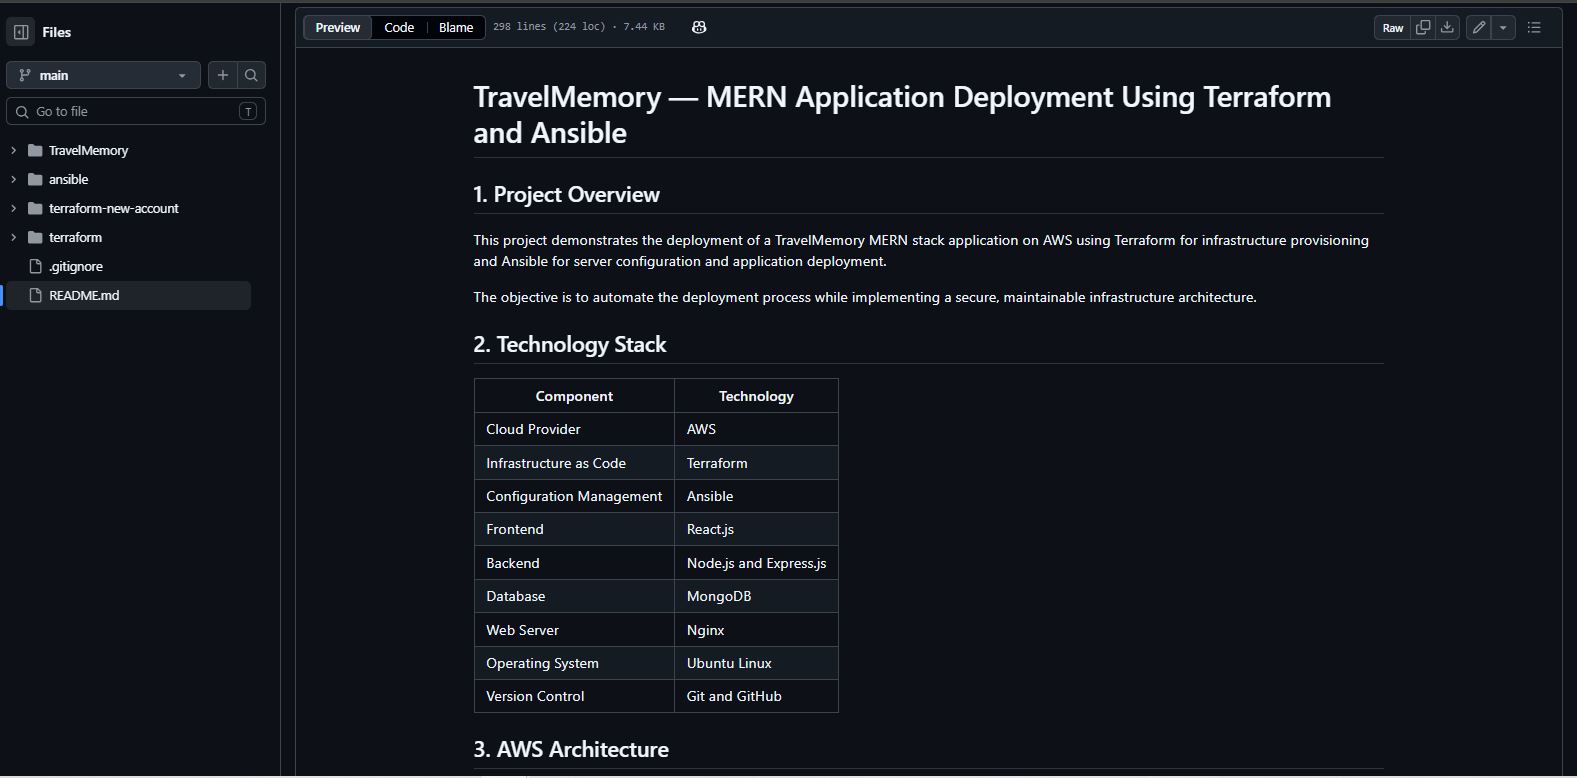 Files
main
Go to file
T
TravelMemory
ansible
terraform-new-account
terraform
.gitignore
README.md
Preview Code Blame 298 lines (224 loc) · 7.44 KB
Raw
TravelMemory — MERN Application Deployment Using Terraform
and Ansible
1. Project Overview
This project demonstrates the deployment of a TravelMemory MERN stack application on AWS using Terraform for infrastructure provisioning
and Ansible for server configuration and application deployment.
The objective is to automate the deployment process while implementing a secure, maintainable infrastructure architecture.
2. Technology Stack
Component Technology
Cloud Provider AWS
Infrastructure as Code Terraform
Configuration Management Ansible
Frontend React.js
Backend Node.js and Express.js
Database MongoDB
Web Server Nginx
Operating System Ubuntu Linux
Version Control Git and GitHub
3. AWS Architecture